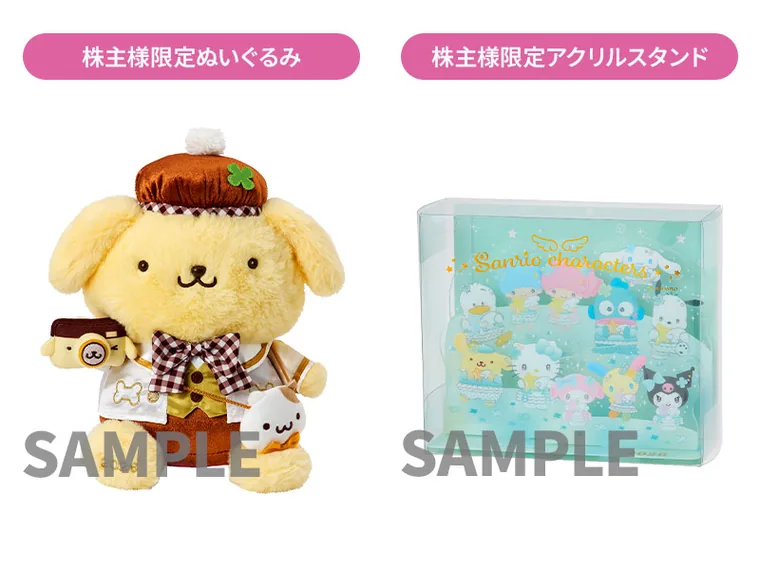 株主様限定ぬいぐるみ
株主様限定アクリルスタンド
Sanrio characters
SAMPLE
SAMPLE